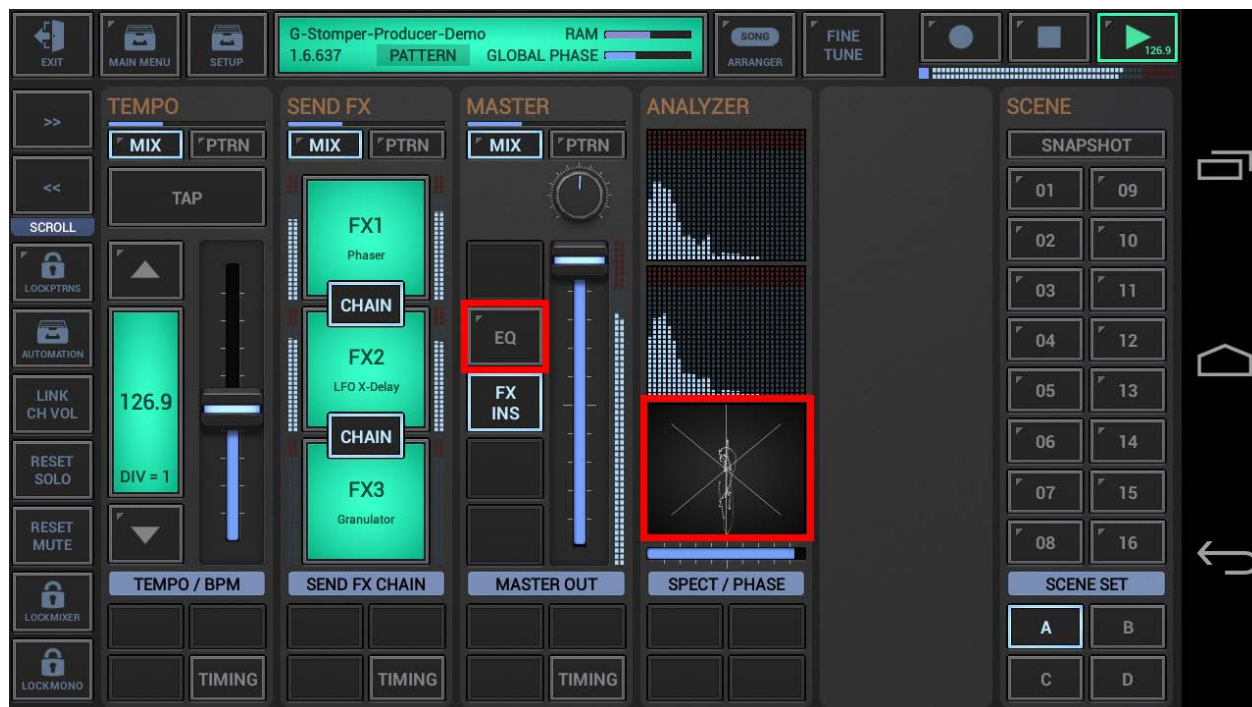 EXIT
MAIN MENU
SETUP
G-Stomper-Producer-Demo RAM
1.6.637 PATTERN GLOBAL PHASE
SONG
ARRANGER
FINE
TUNE
126.9
>>
<<
SCROLL
LOCKPTRNS
AUTOMATION
LINK
CH VOL
RESET
SOLO
RESET
MUTE
LOCKMIXER
LOCKMONO
TEMPO
MIX PTRN
TAP
126.9
DIV = 1
TEMPO / BPM
TIMING
SEND FX
MIX PTRN
FX1
Phaser
CHAIN
FX2
LFO X-Delay
CHAIN
FX3
Granulator
SEND FX CHAIN
TIMING
MASTER
MIX PTRN
EQ
FX
INS
MASTER OUT
TIMING
ANALYZER
SPECT / PHASE
SCENE
SNAPSHOT
01 09
02 10
03 11
04 12
05 13
06 14
07 15
08 16
SCENE SET
A B
C D